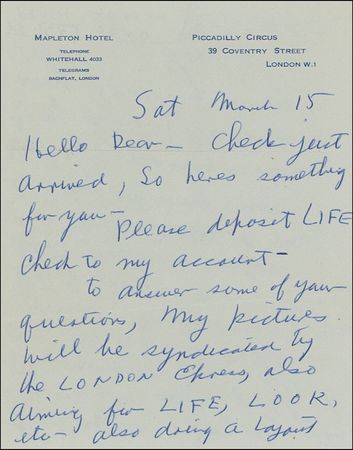 Mapleton Hotel
Piccadilly Circus
Telephone
39 Coventry Street
Whitehall 4033
London W.1
Telegrams
Bachflat, London
Sat March 15
Hello Dear — Check just
arrived, So heres something
for you —
Please deposit LIFE
check to my account —
to answer some of your
questions, My pictures
will be syndicated by
the LONDON Express, also
Aiming for LIFE, LOOK,
etc — also doing a layout